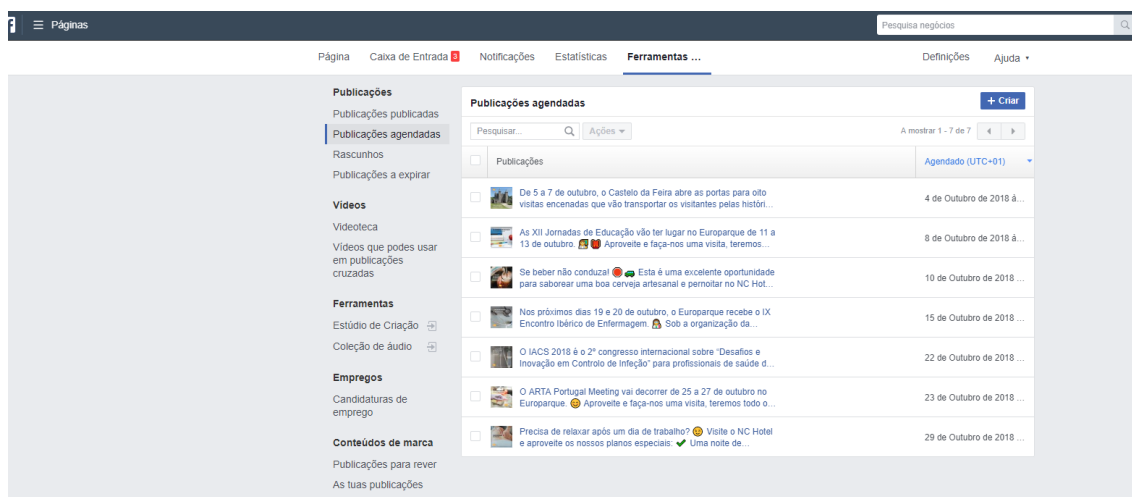 Páginas
Pesquisa negócios
Página Caixa de Entrada 3 Notificações Estatísticas Ferramentas ... Definições Ajuda
Publicações
Publicações publicadas
Publicações agendadas
Rascunhos
Publicações a expirar
Vídeos
Videoteca
Vídeos que podes usar
em publicações
cruzadas
Ferramentas
Estúdio de Criação
Coleção de áudio
Empregos
Candidaturas de
emprego
Conteúdos de marca
Publicações para rever
As tuas publicações
Publicações agendadas
+ Criar
Pesquisar... Ações A mostrar 1 - 7 de 7
Publicações Agendado (UTC+01)
De 5 a 7 de outubro, o Castelo da Feira abre as portas para oito
visitas encenadas que vão transportar os visitantes pelas históri...
4 de Outubro de 2018 á...
As XII Jornadas de Educação vão ter lugar no Europarque de 11 a
13 de outubro. 👩‍🏫🎒 Aproveite e faça-nos uma visita, teremos...
8 de Outubro de 2018 á...
Se beber não conduza! 🛑🚙 Esta é uma excelente oportunidade
para saborear uma boa cerveja artesanal e pernoitar no NC Hot...
10 de Outubro de 2018 ...
Nos próximos dias 19 e 20 de outubro, o Europarque recebe o IX
Encontro Ibérico de Enfermagem. 👩‍⚕️ Sob a organização da...
15 de Outubro de 2018 ...
O IACS 2018 é o 2º congresso internacional sobre “Desafios e
Inovação em Controlo de Infeção” para profissionais de saúde d...
22 de Outubro de 2018 ...
O ARTA Portugal Meeting vai decorrer de 25 a 27 de outubro no
Europarque. 😉 Aproveite e faça-nos uma visita, teremos todo o...
23 de Outubro de 2018 ...
Precisa de relaxar após um dia de trabalho? 😉 Visite o NC Hotel
e aproveite os nossos planos especiais: ✔ Uma noite de...
29 de Outubro de 2018 ...